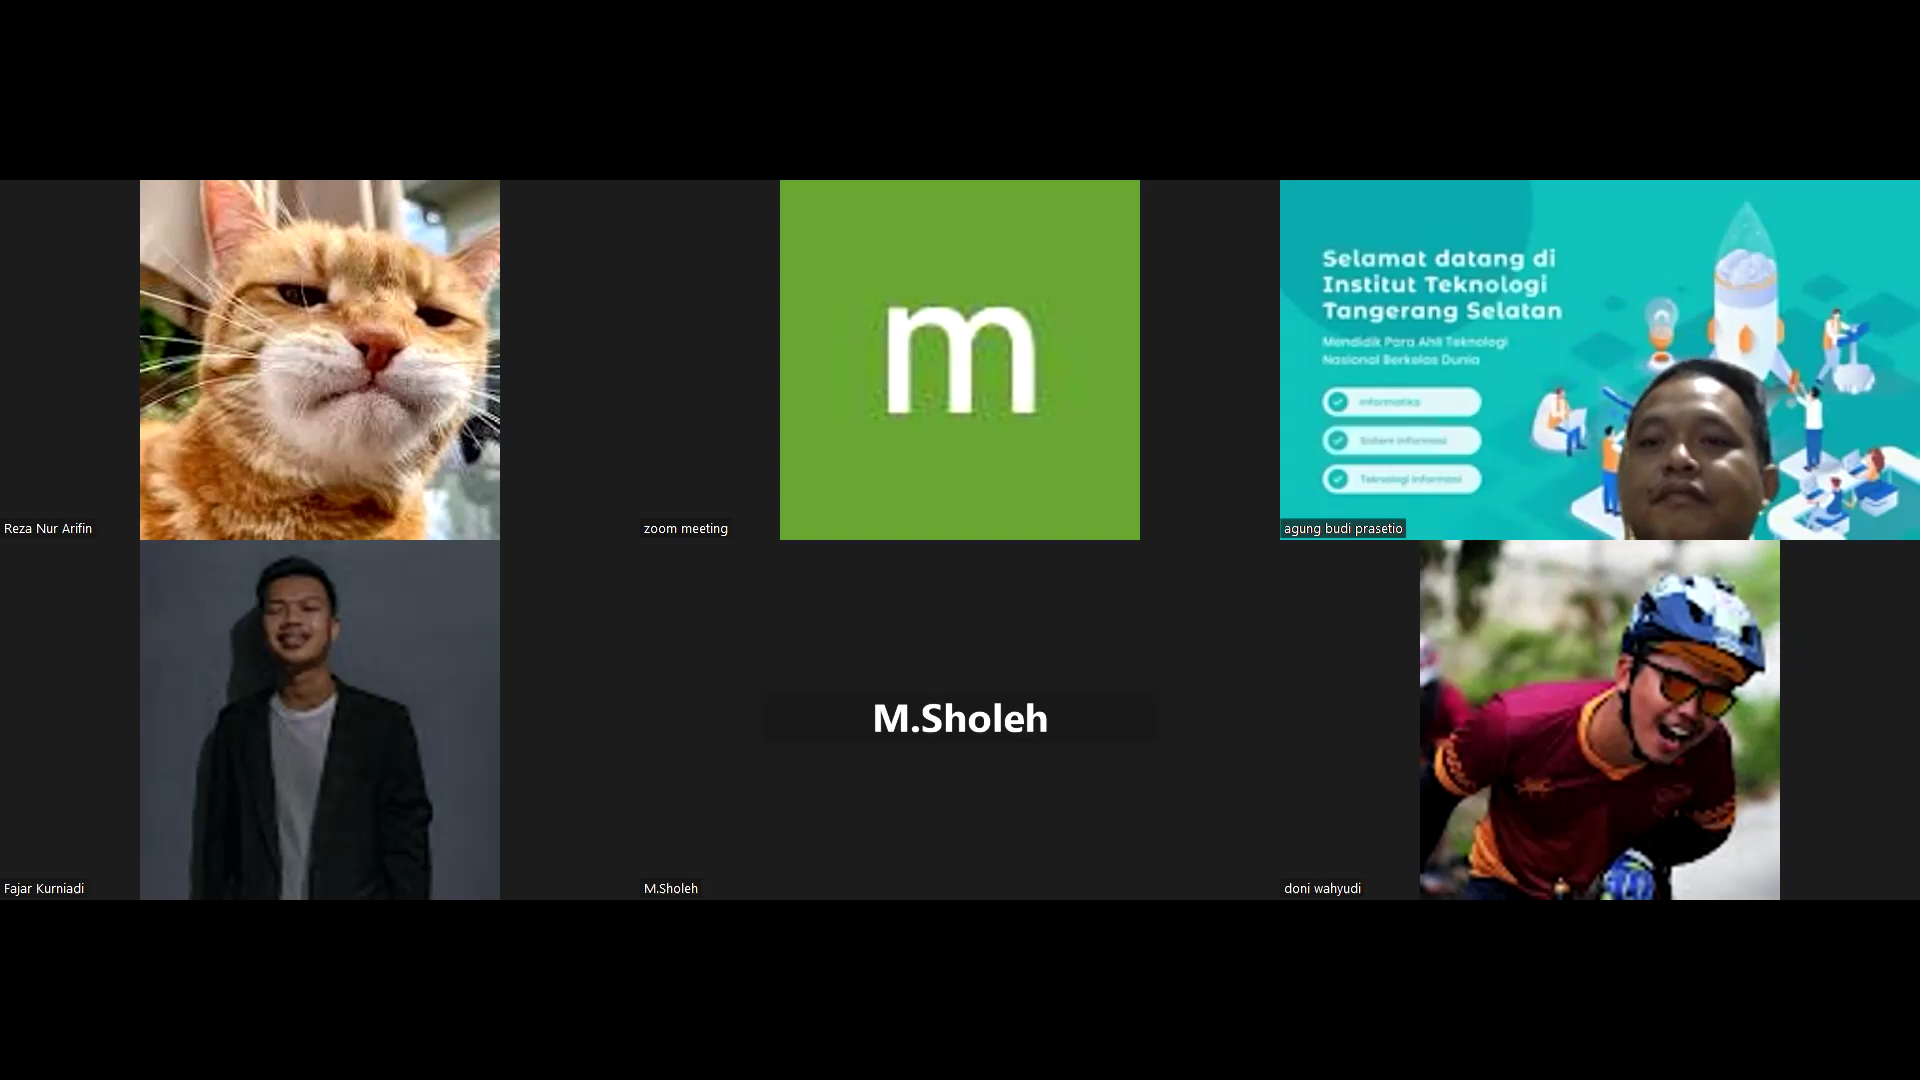 Selamat datang di
Institut Teknologi
Tangerang Selatan
Mendidik Para Ahli Teknologi
Nasional Berkelas Dunia
Informatika
Sistem Informasi
Teknologi Informasi
m
Reza Nur Arifin
zoom meeting
agung budi prasetio
M.Sholeh
Fajar Kurniadi
M.Sholeh
doni wahyudi